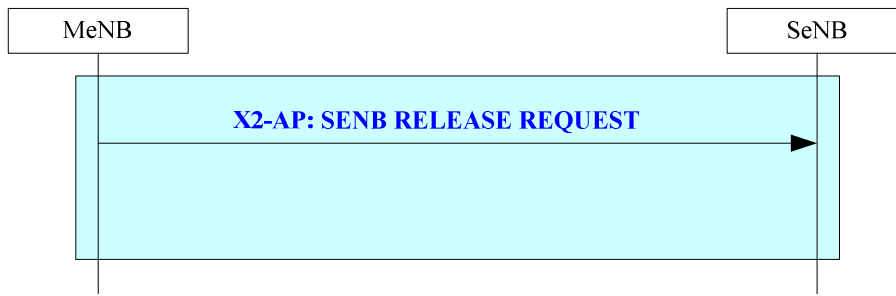 MeNB
SeNB
X2-AP: SENB RELEASE REQUEST